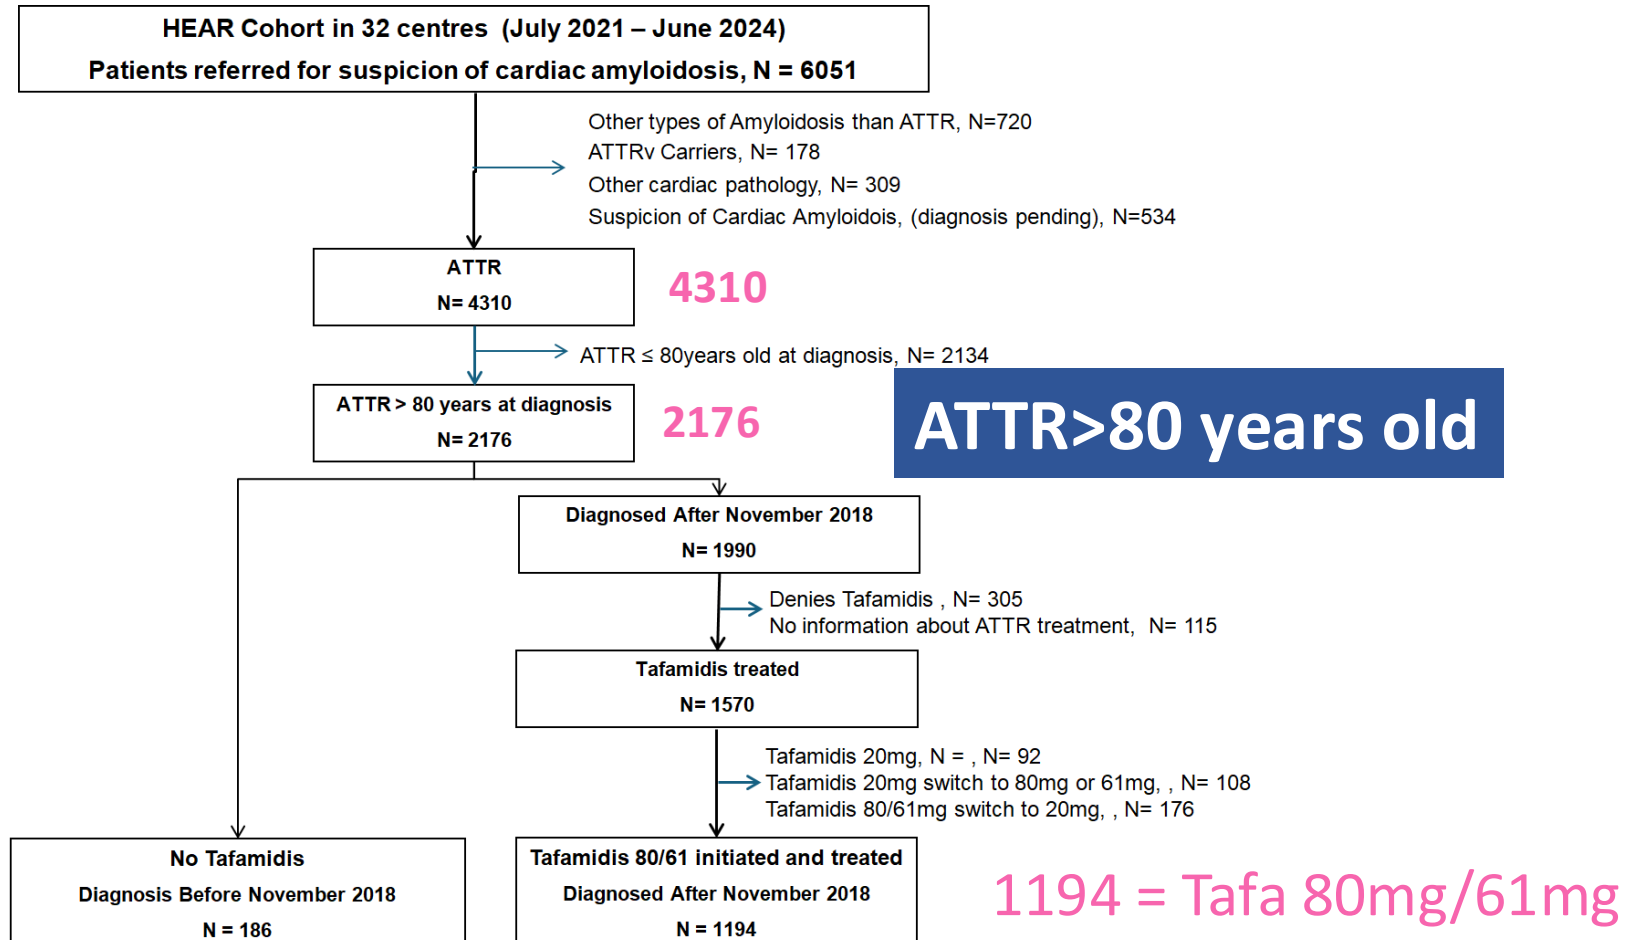 HEAR Cohort in 32 centres (July 2021 – June 2024)
Patients referred for suspicion of cardiac amyloidosis, N = 6051
Other types of Amyloidosis than ATTR, N=720
ATTRv Carriers, N= 178
Other cardiac pathology, N= 309
Suspicion of Cardiac Amyloidois, (diagnosis pending), N=534
ATTR
N= 4310
4310
ATTR ≤ 80years old at diagnosis, N= 2134
ATTR > 80 years at diagnosis
N= 2176
2176
ATTR>80 years old
Diagnosed After November 2018
N= 1990
Denies Tafamidis , N= 305
No information about ATTR treatment, N= 115
Tafamidis treated
N= 1570
Tafamidis 20mg, N = , N= 92
Tafamidis 20mg switch to 80mg or 61mg, , N= 108
Tafamidis 80/61mg switch to 20mg, , N= 176
No Tafamidis
Diagnosis Before November 2018
N = 186
Tafamidis 80/61 initiated and treated
Diagnosed After November 2018
N = 1194
1194 = Tafa 80mg/61mg